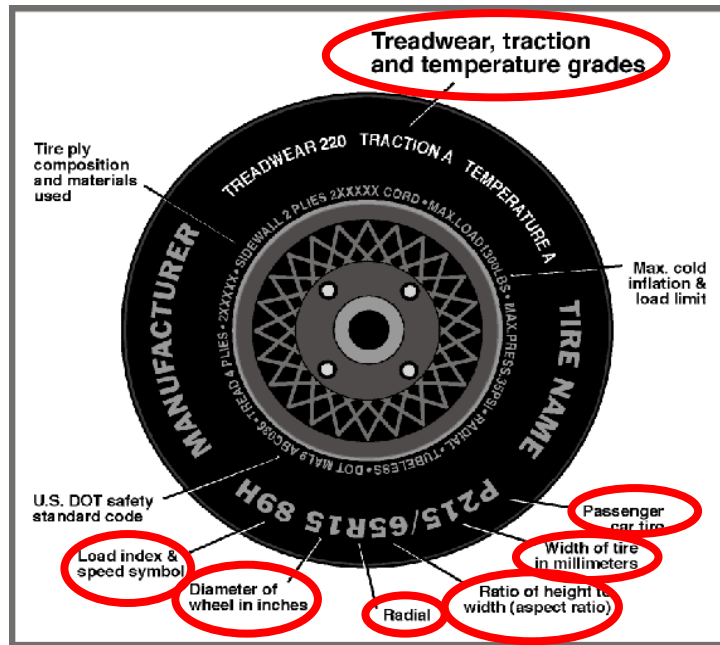 Treadwear, traction
and temperature grades
Tire ply
composition
and materials
used
TREADWEAR 220 TRACTION A TEMPERATURE A
SIDEWALL 2 PLIES 2XXXXX CORD • MAX.LOAD 1300LBS • MAX.PRESS.35PSI • RADIAL • TUBELESS • DOT MAL9 ABC036 • TREAD 4 PLIES • 2XXXXX •
MANUFACTURER
TIRE NAME
Max. cold
inflation &
load limit
U.S. DOT safety
standard code
P215/65R15 89H
Passenger
car tire
Load index &
speed symbol
Width of tire
in millimeters
Diameter of
wheel in inches
Radial
Ratio of height to
width (aspect ratio)